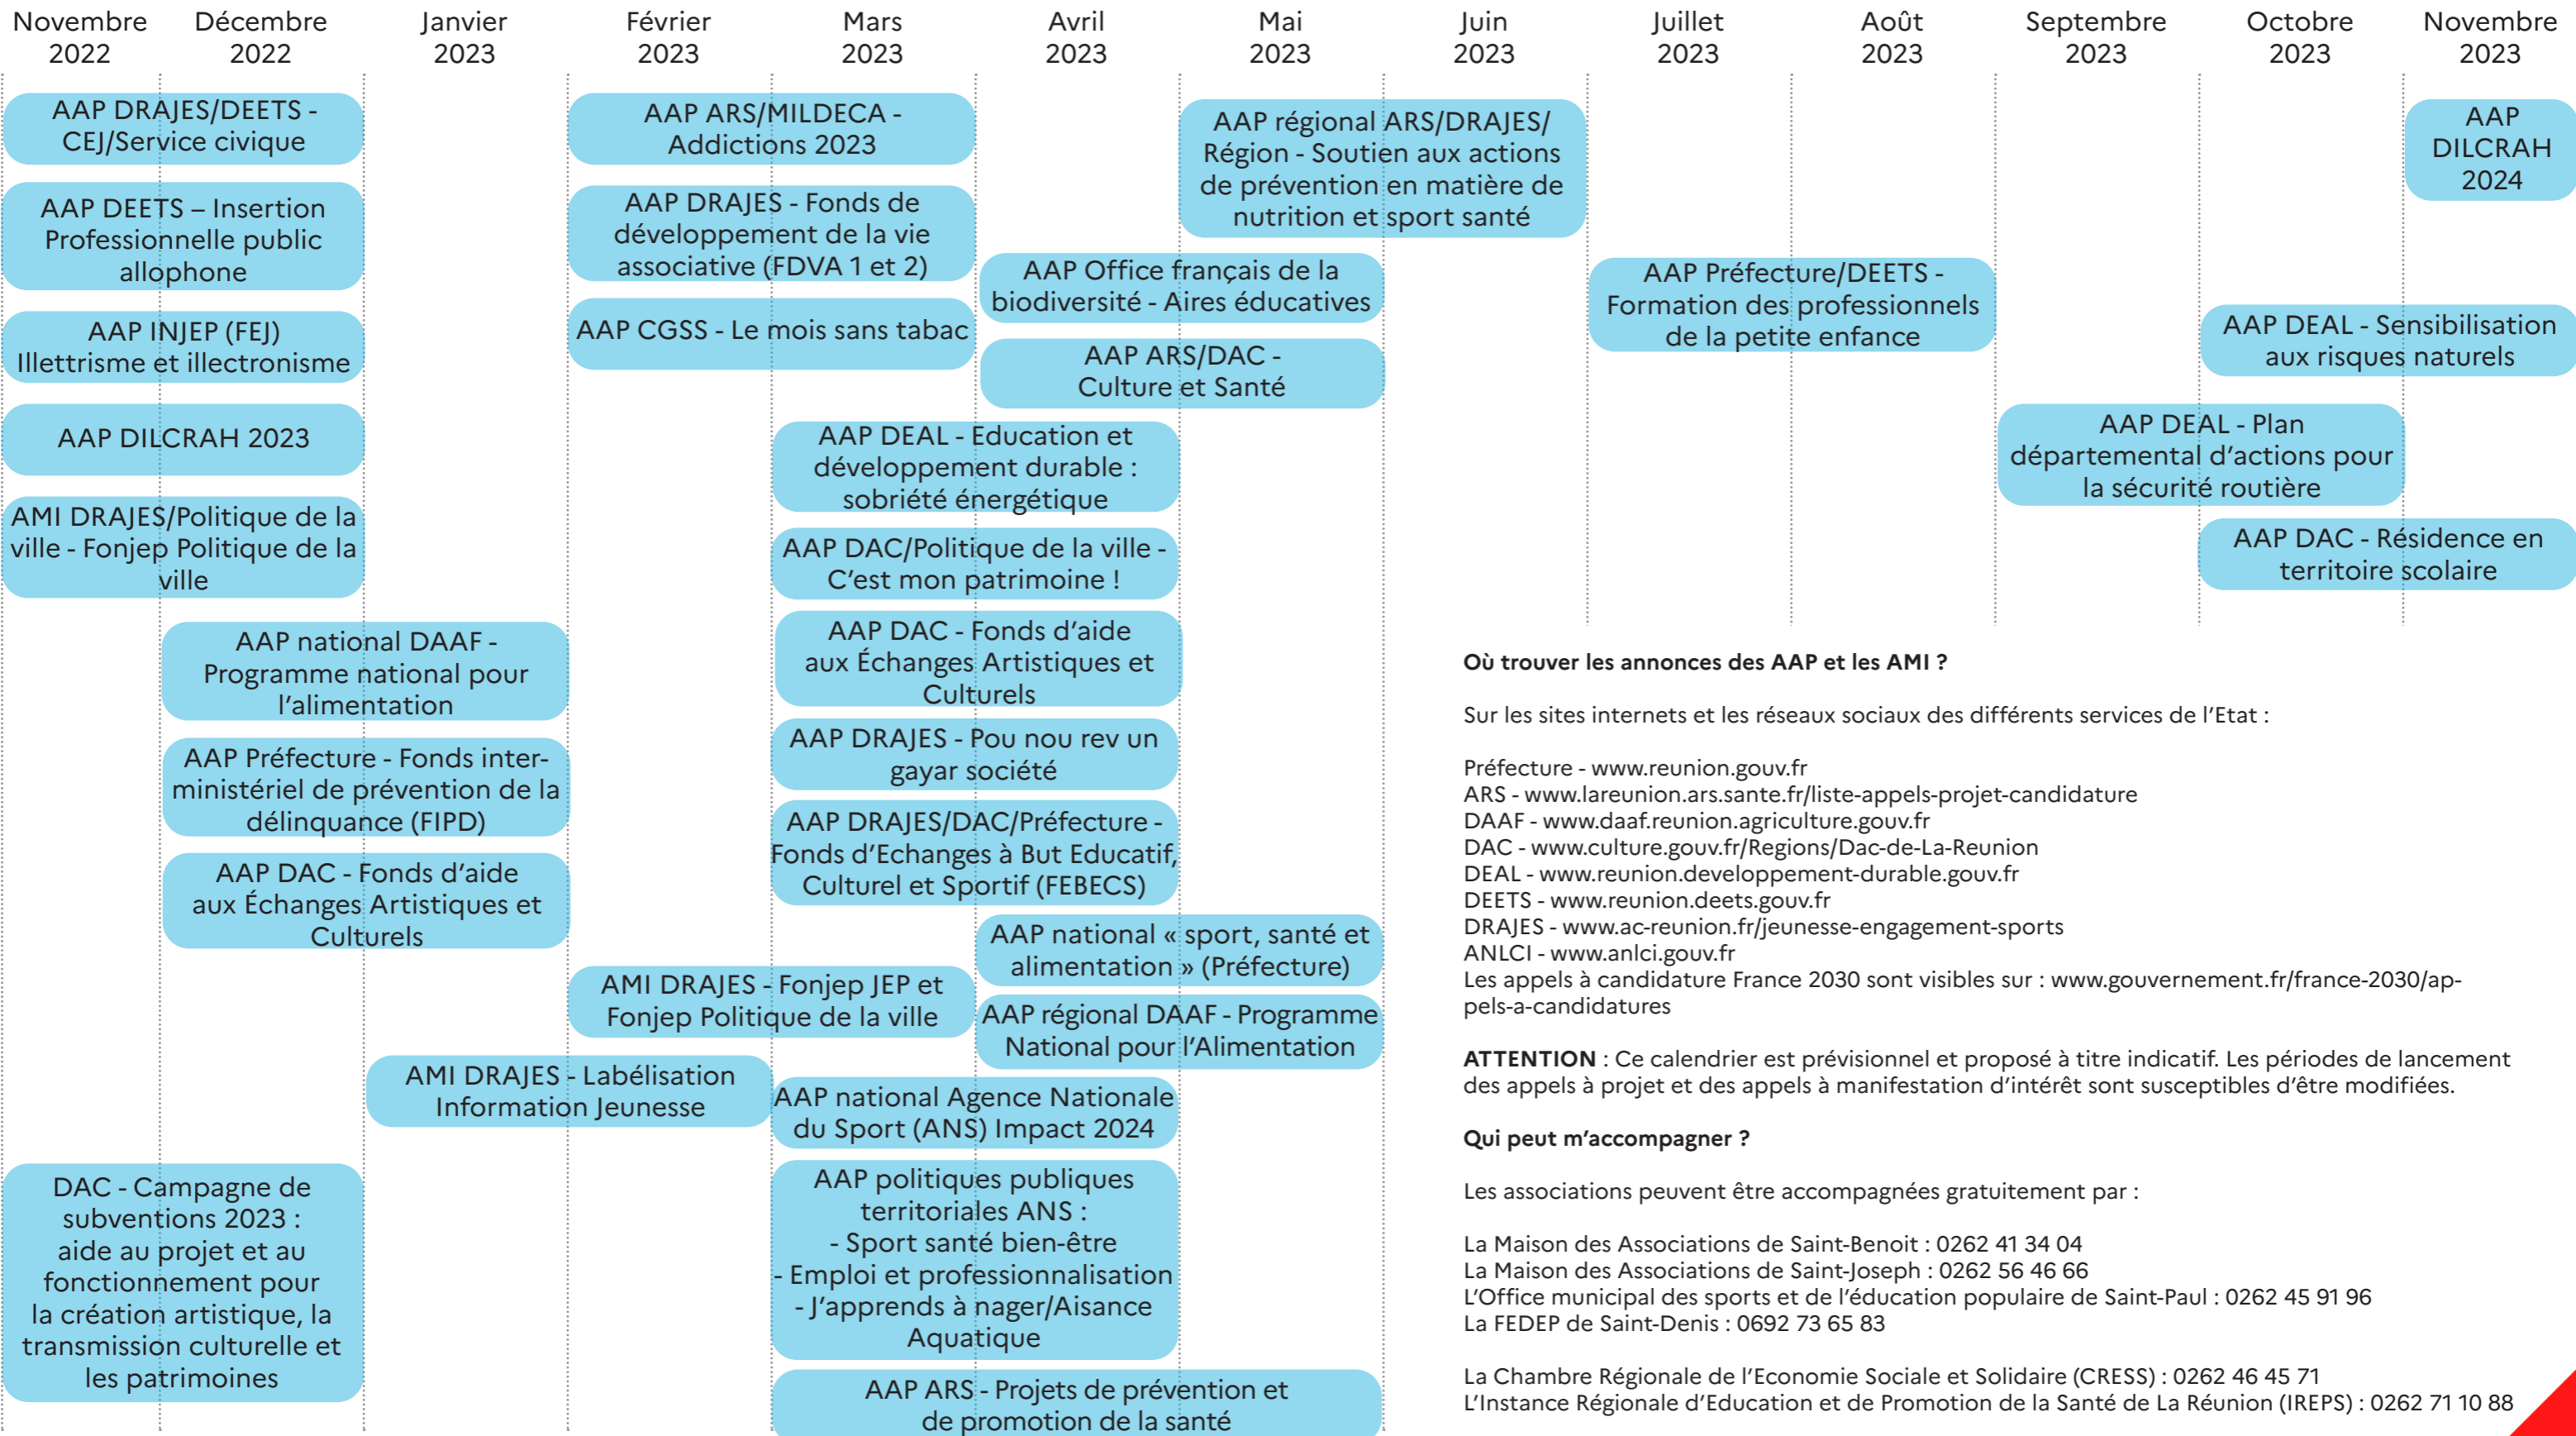 Novembre
2022
Décembre
2022
Janvier
2023
Février
2023
Mars
2023
Avril
2023
Mai
2023
Juin
2023
Juillet
2023
Août
2023
Septembre
2023
Octobre
2023
Novembre
2023
AAP DRAJES/DEETS -
CEJ/Service civique
AAP DEETS – Insertion
Professionnelle public
allophone
AAP INJEP (FEJ)
Illettrisme et illectronisme
AAP DILCRAH 2023
AMI DRAJES/Politique de la
ville - Fonjep Politique de la
ville
AAP national DAAF -
Programme national pour
l'alimentation
AAP Préfecture - Fonds inter-
ministériel de prévention de la
délinquance (FIPD)
AAP DAC - Fonds d'aide
aux Échanges Artistiques et
Culturels
DAC - Campagne de
subventions 2023 :
aide au projet et au
fonctionnement pour
la création artistique, la
transmission culturelle et
les patrimoines
AAP ARS/MILDECA -
Addictions 2023
AAP DRAJES - Fonds de
développement de la vie
associative (FDVA 1 et 2)
AAP CGSS - Le mois sans tabac
AMI DRAJES - Fonjep JEP et
Fonjep Politique de la ville
AMI DRAJES - Labélisation
Information Jeunesse
AAP DEAL - Education et
développement durable :
sobriété énergétique
AAP DAC/Politique de la ville -
C'est mon patrimoine !
AAP DAC - Fonds d'aide
aux Échanges Artistiques et
Culturels
AAP DRAJES - Pou nou rev un
gayar société
AAP DRAJES/DAC/Préfecture -
Fonds d'Echanges à But Educatif,
Culturel et Sportif (FEBECS)
AAP national « sport, santé et
alimentation » (Préfecture)
AAP régional DAAF - Programme
National pour l'Alimentation
AAP national Agence Nationale
du Sport (ANS) Impact 2024
AAP politiques publiques
territoriales ANS :
- Sport santé bien-être
- Emploi et professionnalisation
- J'apprends à nager/Aisance
Aquatique
AAP ARS - Projets de prévention et
de promotion de la santé
AAP régional ARS/DRAJES/
Région - Soutien aux actions
de prévention en matière de
nutrition et sport santé
AAP Office français de la
biodiversité - Aires éducatives
AAP ARS/DAC -
Culture et Santé
AAP Préfecture/DEETS -
Formation des professionnels
de la petite enfance
AAP
DILCRAH
2024
AAP DEAL - Sensibilisation
aux risques naturels
AAP DEAL - Plan
départemental d'actions pour
la sécurité routière
AAP DAC - Résidence en
territoire scolaire
Où trouver les annonces des AAP et les AMI ?
Sur les sites internets et les réseaux sociaux des différents services de l'Etat :
Préfecture - www.reunion.gouv.fr
ARS - www.lareunion.ars.sante.fr/liste-appels-projet-candidature
DAAF - www.daaf.reunion.agriculture.gouv.fr
DAC - www.culture.gouv.fr/Regions/Dac-de-La-Reunion
DEAL - www.reunion.developpement-durable.gouv.fr
DEETS - www.reunion.deets.gouv.fr
DRAJES - www.ac-reunion.fr/jeunesse-engagement-sports
ANLCI - www.anlci.gouv.fr
Les appels à candidature France 2030 sont visibles sur : www.gouvernement.fr/france-2030/ap-
pels-a-candidatures
ATTENTION : Ce calendrier est prévisionnel et proposé à titre indicatif. Les périodes de lancement
des appels à projet et des appels à manifestation d'intérêt sont susceptibles d'être modifiées.
Qui peut m'accompagner ?
Les associations peuvent être accompagnées gratuitement par :
La Maison des Associations de Saint-Benoit : 0262 41 34 04
La Maison des Associations de Saint-Joseph : 0262 56 46 66
L'Office municipal des sports et de l'éducation populaire de Saint-Paul : 0262 45 91 96
La FEDEP de Saint-Denis : 0692 73 65 83
La Chambre Régionale de l'Economie Sociale et Solidaire (CRESS) : 0262 46 45 71
L'Instance Régionale d'Education et de Promotion de la Santé de La Réunion (IREPS) : 0262 71 10 88